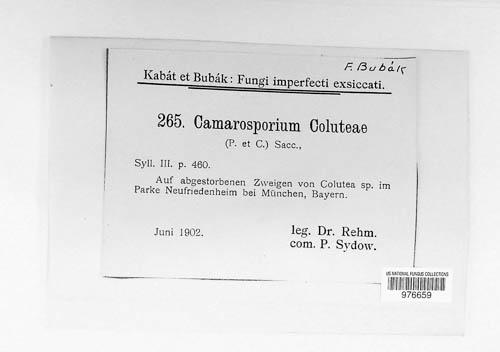 F. Bubák
Kabát et Bubák: Fungi imperfecti exsiccati.
265. Camarosporium Coluteae
(P. et C.) Sacc.,
Syll. III. p. 460.
Auf abgestorbenen Zweigen von Colutea sp. im
Parke Neufriedenheim bei München, Bayern.
Juni 1902.
leg. Dr. Rehm.
com. P. Sydow.
US NATIONAL FUNGUS COLLECTIONS
976659